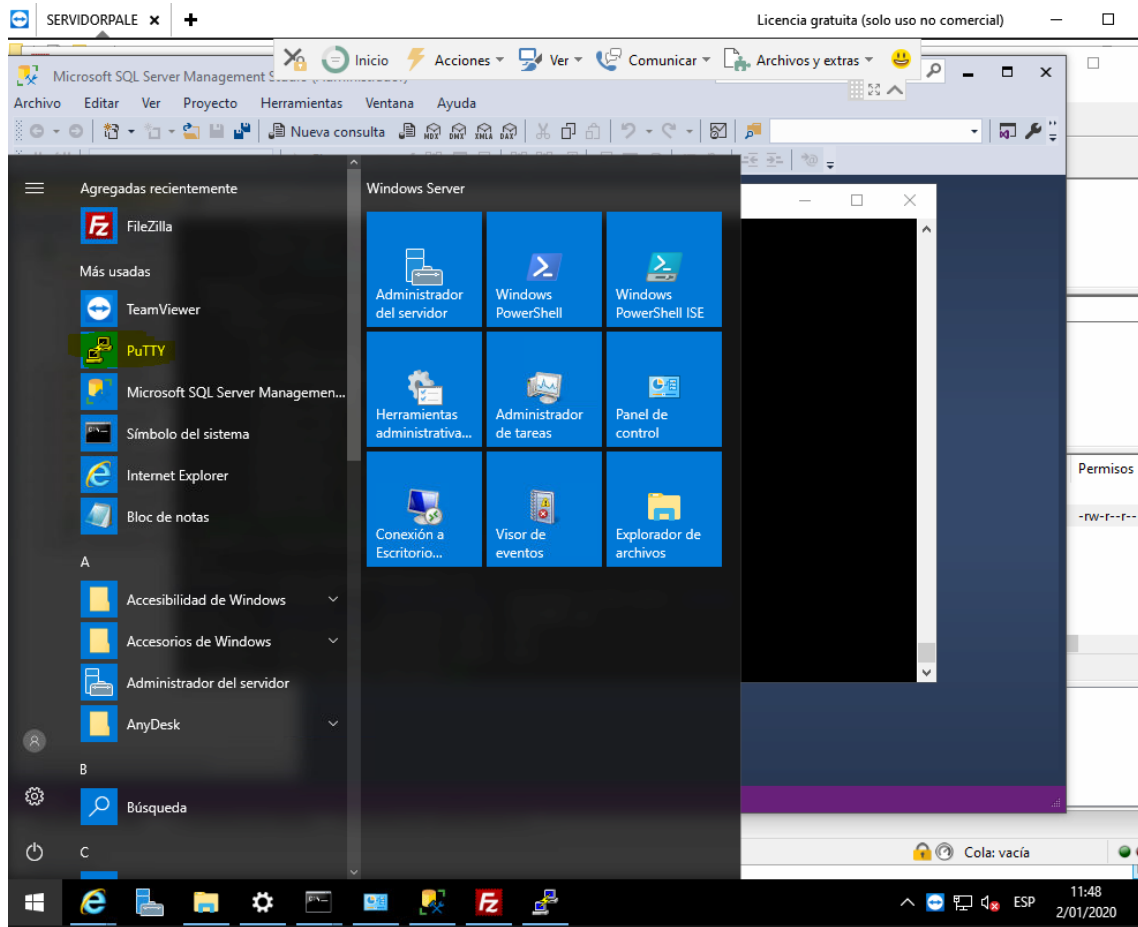 SERVIDORPALE
Licencia gratuita (solo uso no comercial)
Inicio
Acciones
Ver
Comunicar
Archivos y extras
Microsoft SQL Server Management
Archivo Editar Ver Proyecto Herramientas Ventana Ayuda
Nueva consulta
MDX
DMX
XMLA
DAX
Agregadas recientemente
FileZilla
Más usadas
TeamViewer
PuTTY
Microsoft SQL Server Managemen...
Símbolo del sistema
Internet Explorer
Bloc de notas
A
Accesibilidad de Windows
Accesorios de Windows
Administrador del servidor
AnyDesk
B
Búsqueda
C
Windows Server
Administrador
del servidor
Windows
PowerShell
Windows
PowerShell ISE
Herramientas
administrativa...
Administrador
de tareas
Panel de
control
Conexión a
Escritorio...
Visor de
eventos
Explorador de
archivos
Permisos
-rw-r--r--
Cola: vacía
ESP
11:48
2/01/2020